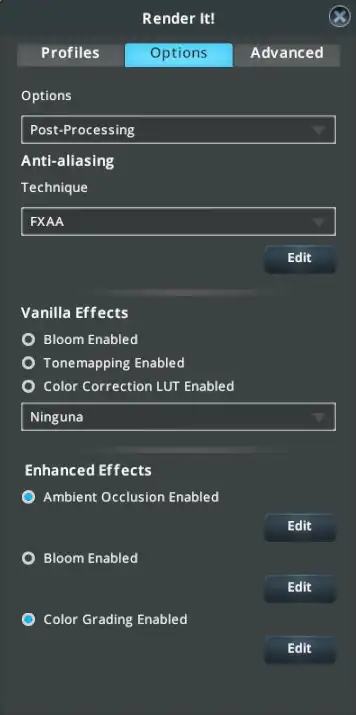 Render It!
Profiles Options Advanced
Options
Post-Processing
Anti-aliasing
Technique
FXAA
Edit
Vanilla Effects
Bloom Enabled
Tonemapping Enabled
Color Correction LUT Enabled
Ninguna
Enhanced Effects
Ambient Occlusion Enabled
Edit
Bloom Enabled
Edit
Color Grading Enabled
Edit